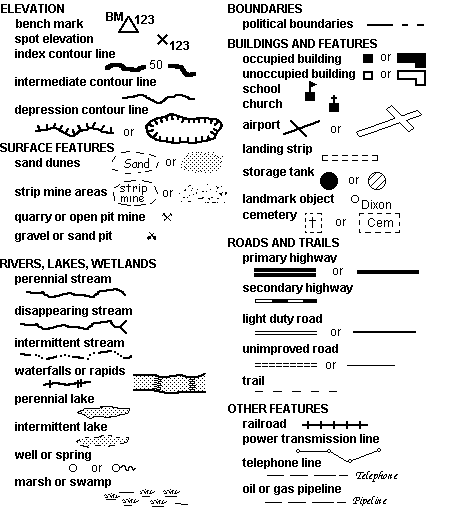 ELEVATION
bench mark BM 123
spot elevation 123
index contour line
50
intermediate contour line
depression contour line
or
SURFACE FEATURES
sand dunes Sand or
strip mine areas strip mine or
quarry or open pit mine
gravel or sand pit
RIVERS, LAKES, WETLANDS
perennial stream
disappearing stream
intermittent stream
waterfalls or rapids
perennial lake
intermittent lake
well or spring
or
marsh or swamp
BOUNDARIES
political boundaries
BUILDINGS AND FEATURES
occupied building or
unoccupied building or
school
church
airport or
landing strip
storage tank
or
landmark object Dixon
cemetery or Cem
ROADS AND TRAILS
primary highway
or
secondary highway
light duty road
or
unimproved road
or
trail
OTHER FEATURES
railroad
power transmission line
telephone line
Telephone
oil or gas pipeline
Pipeline